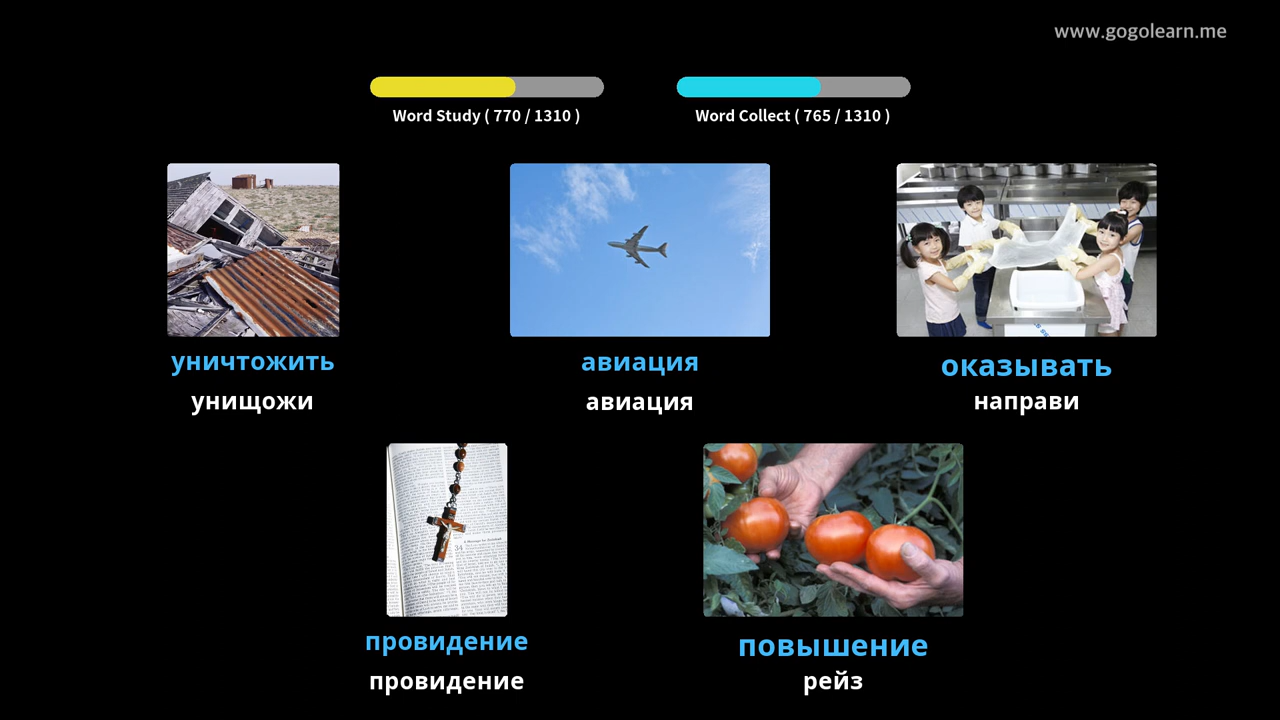 www.gogolearn.me
Word Study ( 770 / 1310 )
Word Collect ( 765 / 1310 )
уничтожить
унищожи
авиация
авиация
оказывать
направи
провидение
провидение
повышение
рейз